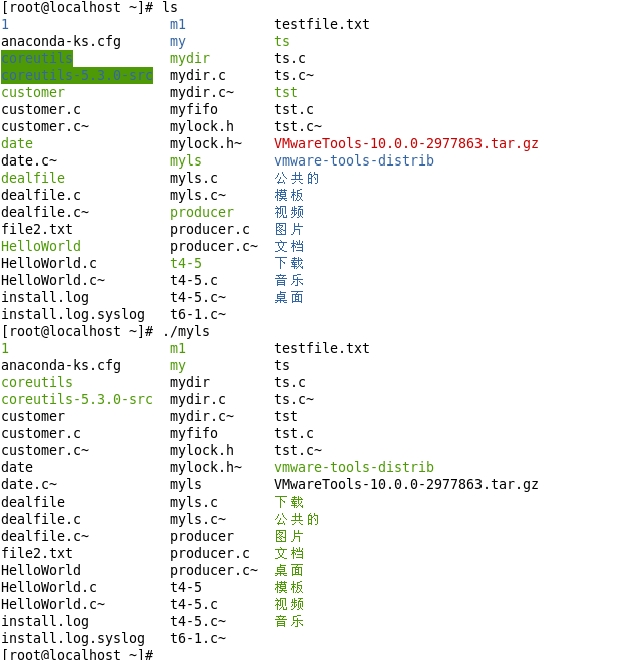 [root@localhost ~]# ls
1 m1 testfile.txt
anaconda-ks.cfg my ts
coreutils mydir ts.c
coreutils-5.3.0-src mydir.c ts.c~
customer mydir.c~ tst
customer.c myfifo tst.c
customer.c~ mylock.h tst.c~
date mylock.h~ VMwareTools-10.0.0-2977863.tar.gz
date.c~ myls vmware-tools-distrib
dealfile myls.c 公共的
dealfile.c myls.c~ 模板
dealfile.c~ producer 视频
file2.txt producer.c 图片
HelloWorld producer.c~ 文档
HelloWorld.c t4-5 下载
HelloWorld.c~ t4-5.c 音乐
install.log t4-5.c~ 桌面
install.log.syslog t6-1.c~
[root@localhost ~]# ./myls
1 m1 testfile.txt
anaconda-ks.cfg my ts
coreutils mydir ts.c
coreutils-5.3.0-src mydir.c ts.c~
customer mydir.c~ tst
customer.c myfifo tst.c
customer.c~ mylock.h tst.c~
date mylock.h~ vmware-tools-distrib
date.c~ myls VMwareTools-10.0.0-2977863.tar.gz
dealfile myls.c 下载
dealfile.c myls.c~ 公共的
dealfile.c~ producer 图片
file2.txt producer.c 文档
HelloWorld producer.c~ 桌面
HelloWorld.c t4-5 模板
HelloWorld.c~ t4-5.c 视频
install.log t4-5.c~ 音乐
install.log.syslog t6-1.c~
[root@localhost ~]#